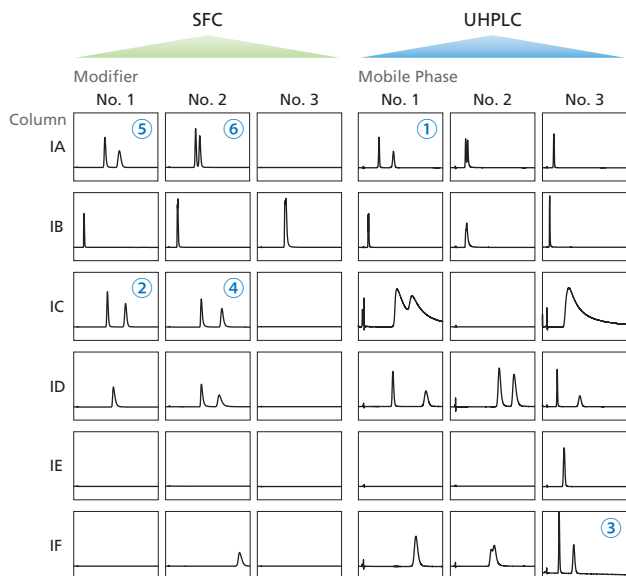 SFC UHPLC
Modifier Mobile Phase
No. 1 No. 2 No. 3 No. 1 No. 2 No. 3
Column
IA ⑤ ⑥ ①
IB
IC ② ④
ID
IE
IF ③